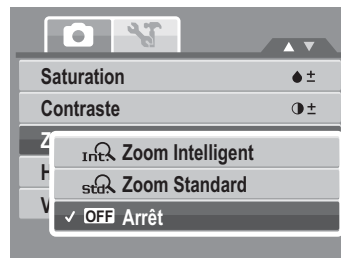 Saturation
Contraste
Z
Int Zoom Intelligent
H
std Zoom Standard
V
OFF Arrêt